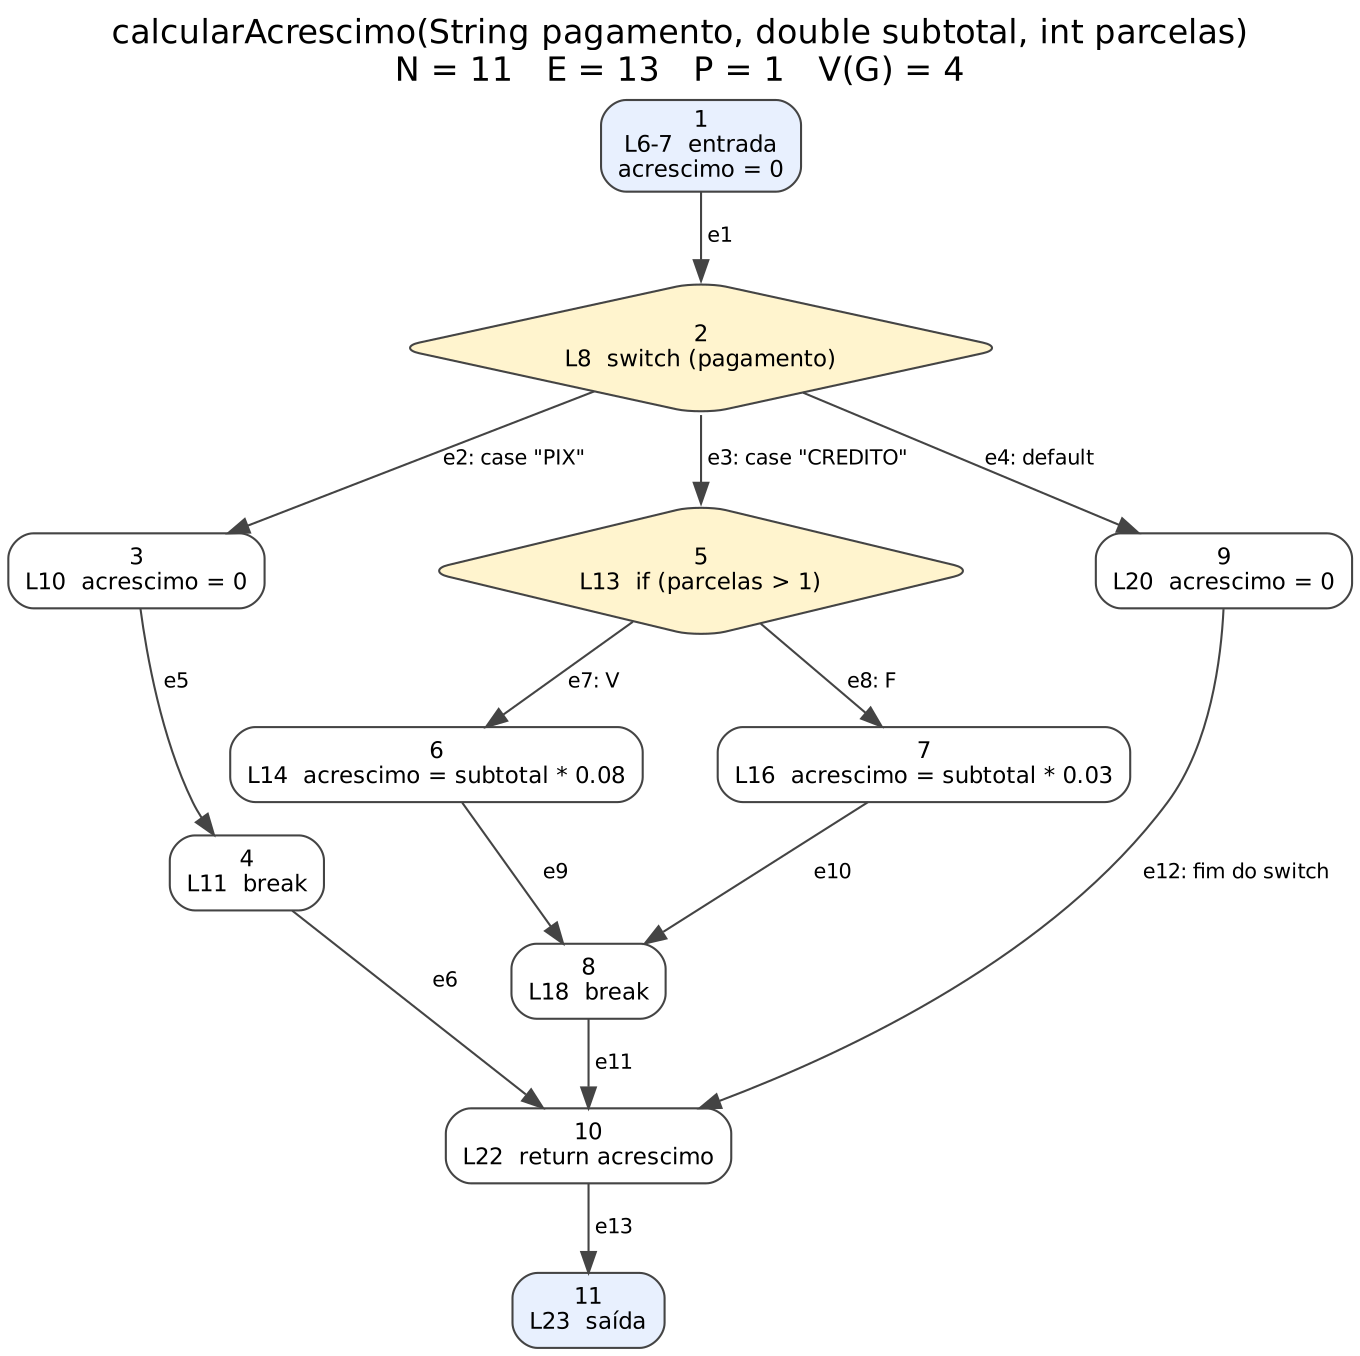 calcularAcrescimo(String pagamento, double subtotal, int parcelas)
N = 11   E = 13   P = 1   V(G) = 4
1
L6-7  entrada
acrescimo = 0
e1
2
L8  switch (pagamento)
e2: case "PIX"
e3: case "CREDITO"
e4: default
3
L10  acrescimo = 0
5
L13  if (parcelas > 1)
9
L20  acrescimo = 0
e5
e7: V
e8: F
6
L14  acrescimo = subtotal * 0.08
7
L16  acrescimo = subtotal * 0.03
4
L11  break
e9
e10
e12: fim do switch
e6
8
L18  break
e11
10
L22  return acrescimo
e13
11
L23  saída